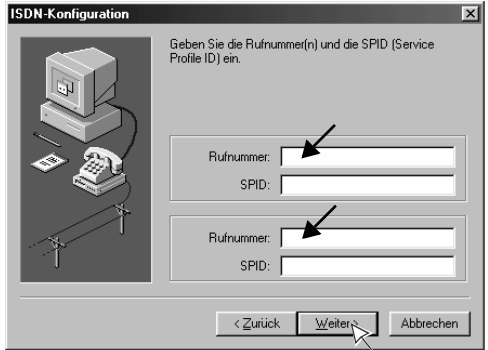 ISDN-Konfiguration
Geben Sie die Rufnummer(n) und die SPID (Service
Profile ID) ein.
Rufnummer:
SPID:
Rufnummer:
SPID:
< Zurück
Weiter >
Abbrechen